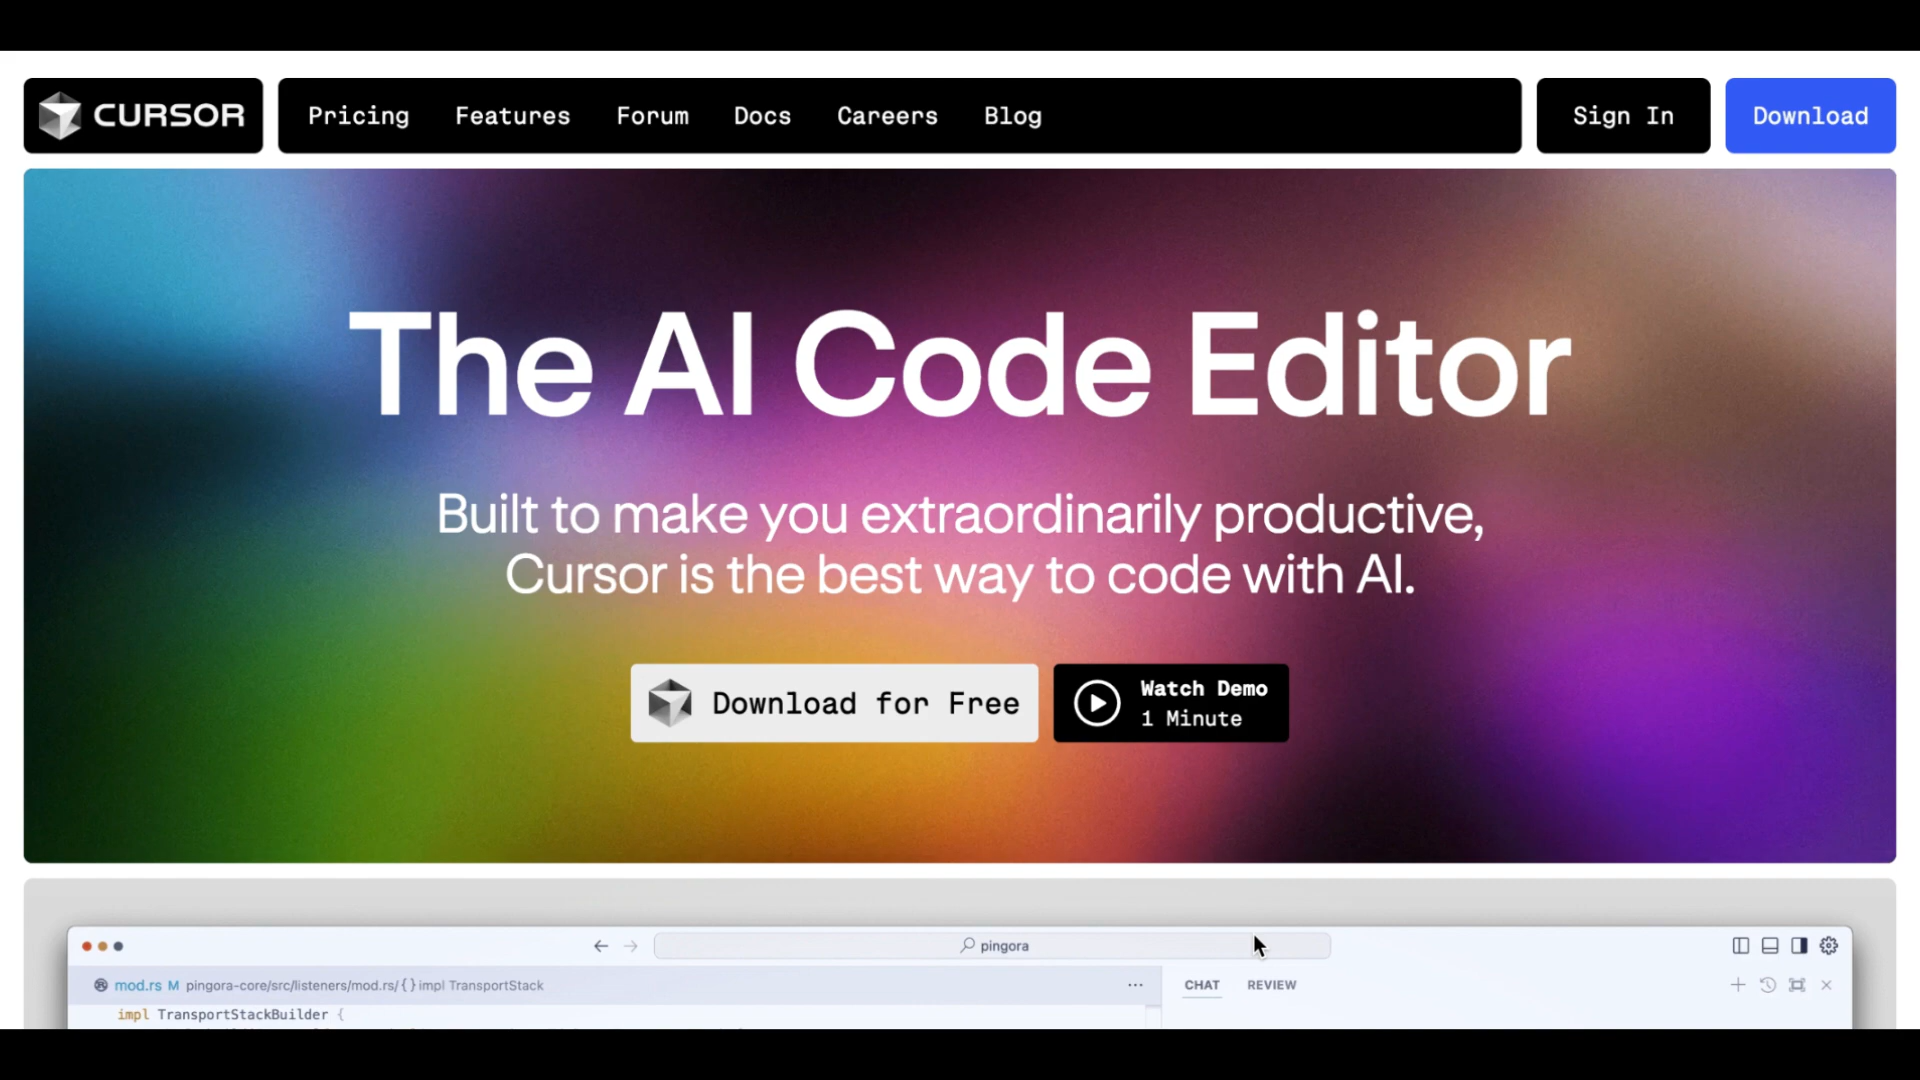 CURSOR
Pricing Features Forum Docs Careers Blog
Sign In
Download
The AI Code Editor
Built to make you extraordinarily productive,
Cursor is the best way to code with AI.
Download for Free
Watch Demo
1 Minute
pingora
mod.rs M pingora-core/src/listeners/mod.rs/{} impl TransportStack
CHAT REVIEW
impl TransportStackBuilder {